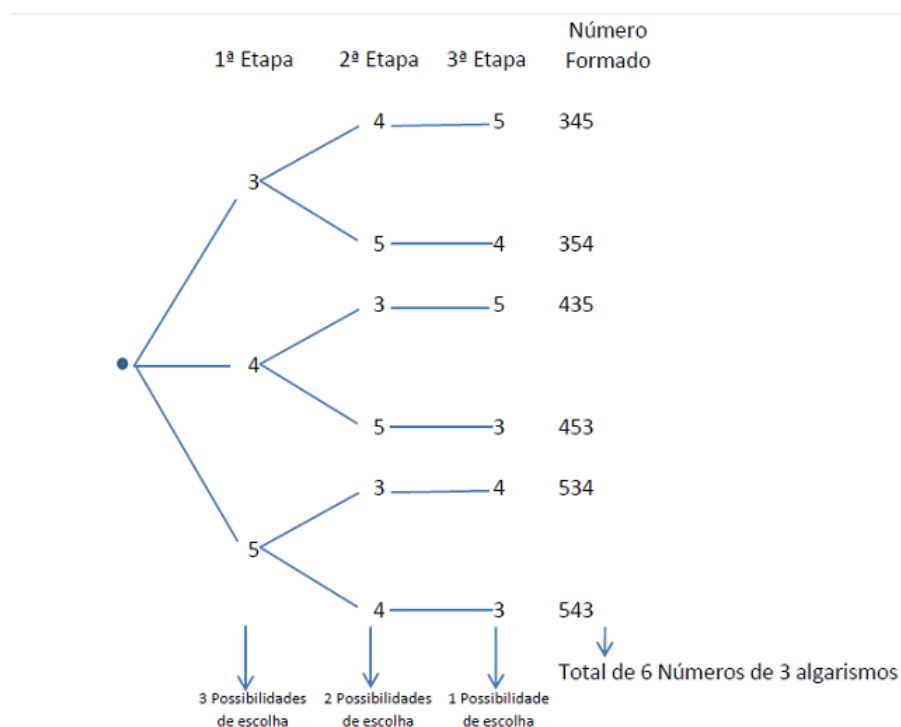 Número
1ª Etapa 2ª Etapa 3ª Etapa Formado
4 5 345
3
5 4 354
3 5 435
4
5 3 453
3 4 534
5
4 3 543
Total de 6 Números de 3 algarismos
3 Possibilidades 2 Possibilidades 1 Possibilidade
de escolha de escolha de escolha